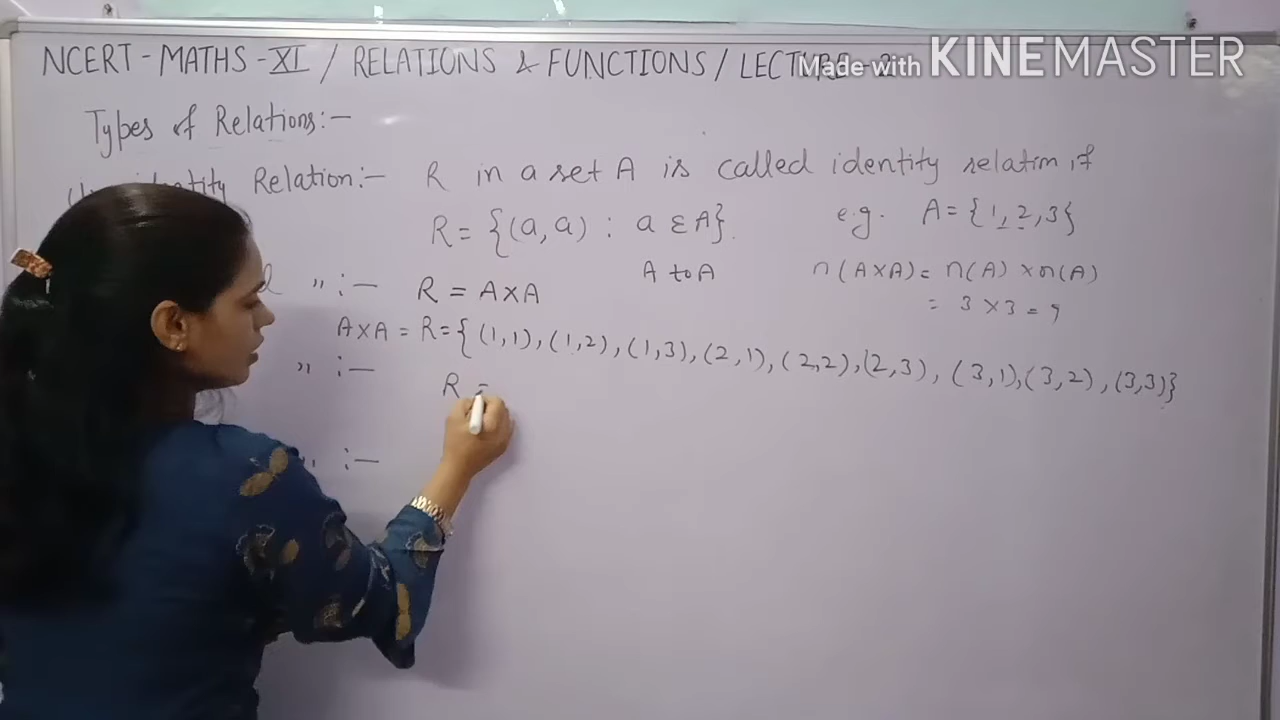 NCERT - MATHS - XI / RELATIONS & FUNCTIONS / LECTURE
Made with KINEMASTER
Types of Relations:-
Relation:- R in a set A is called identity relation if
R = {(a, a) : a ε A}. e.g. A = {1, 2, 3}
A to A n(A×A) = n(A) × n(A)
= 3 × 3 = 9
" :- R = A×A
A×A = R = {(1,1), (1,2), (1,3), (2,1), (2,2), (2,3), (3,1), (3,2), (3,3)}
" :- R =
" :-